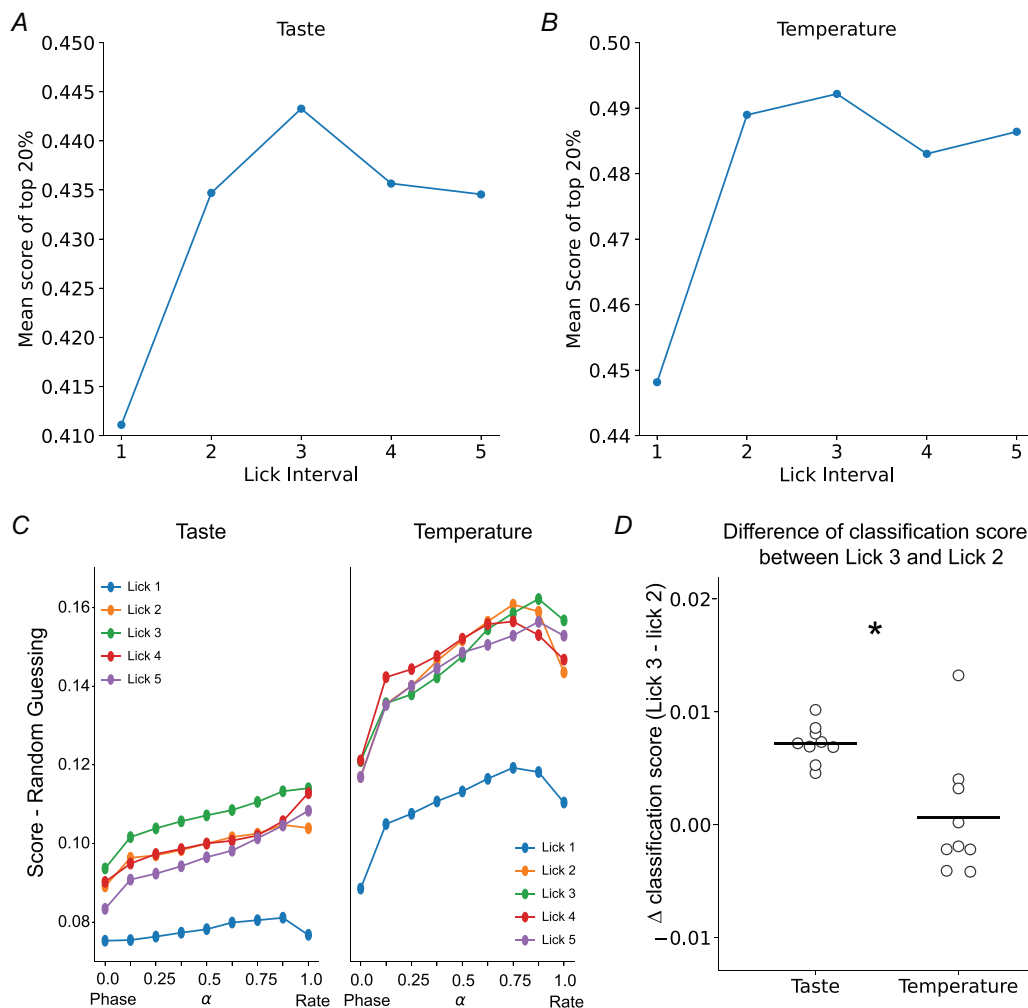 A
Taste
0.450
0.445
0.440
0.435
0.430
0.425
0.420
0.415
0.410
Mean score of top 20%
1 2 3 4 5
Lick Interval
B
Temperature
0.50
0.49
0.48
0.47
0.46
0.45
0.44
Mean Score of top 20%
1 2 3 4 5
Lick Interval
C
Taste
Temperature
Score - Random Guessing
0.16
0.14
0.12
0.10
0.08
Lick 1
Lick 2
Lick 3
Lick 4
Lick 5
Lick 1
Lick 2
Lick 3
Lick 4
Lick 5
0.0 0.25 0.5 0.75 1.0
Phase α Rate
0.0 0.25 0.5 0.75 1.0
Phase α Rate
D
Difference of classification score
between Lick 3 and Lick 2
Δ classification score (Lick 3 - lick 2)
0.02
0.01
0.00
−0.01
*
Taste Temperature